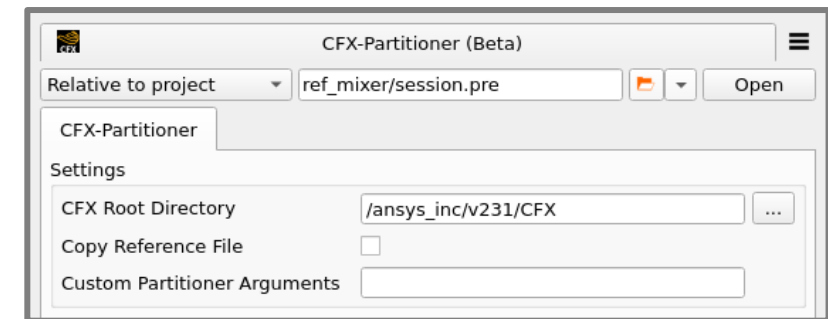 CFX
CFX-Partitioner (Beta)
Relative to project ref_mixer/session.pre Open
CFX-Partitioner
Settings
CFX Root Directory /ansys_inc/v231/CFX ...
Copy Reference File
Custom Partitioner Arguments